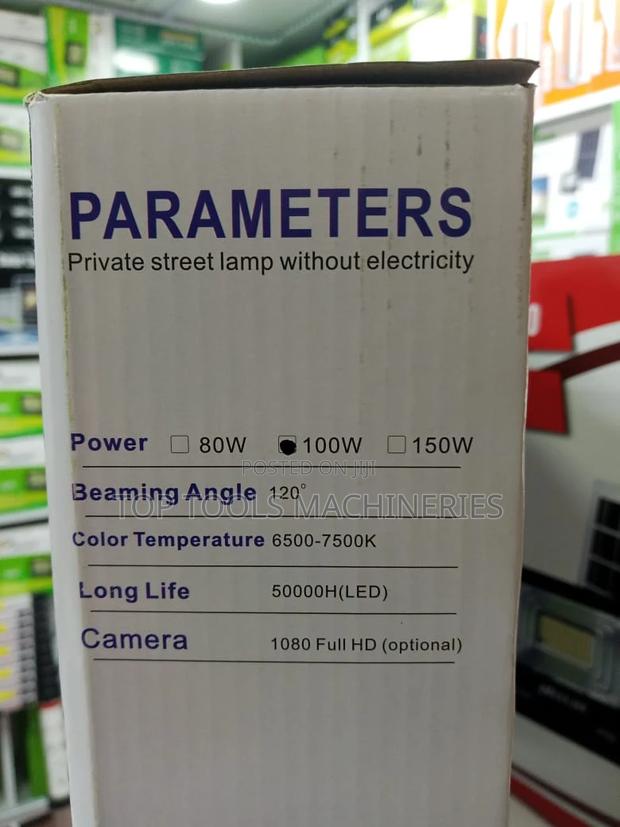 PARAMETERS
Private street lamp without electricity
Power 80W 100W 150W
POSTED ON JIJI
Beaming Angle 120°
TOP TOOLS MACHINERIES
Color Temperature 6500-7500K
Long Life 50000H(LED)
Camera 1080 Full HD (optional)